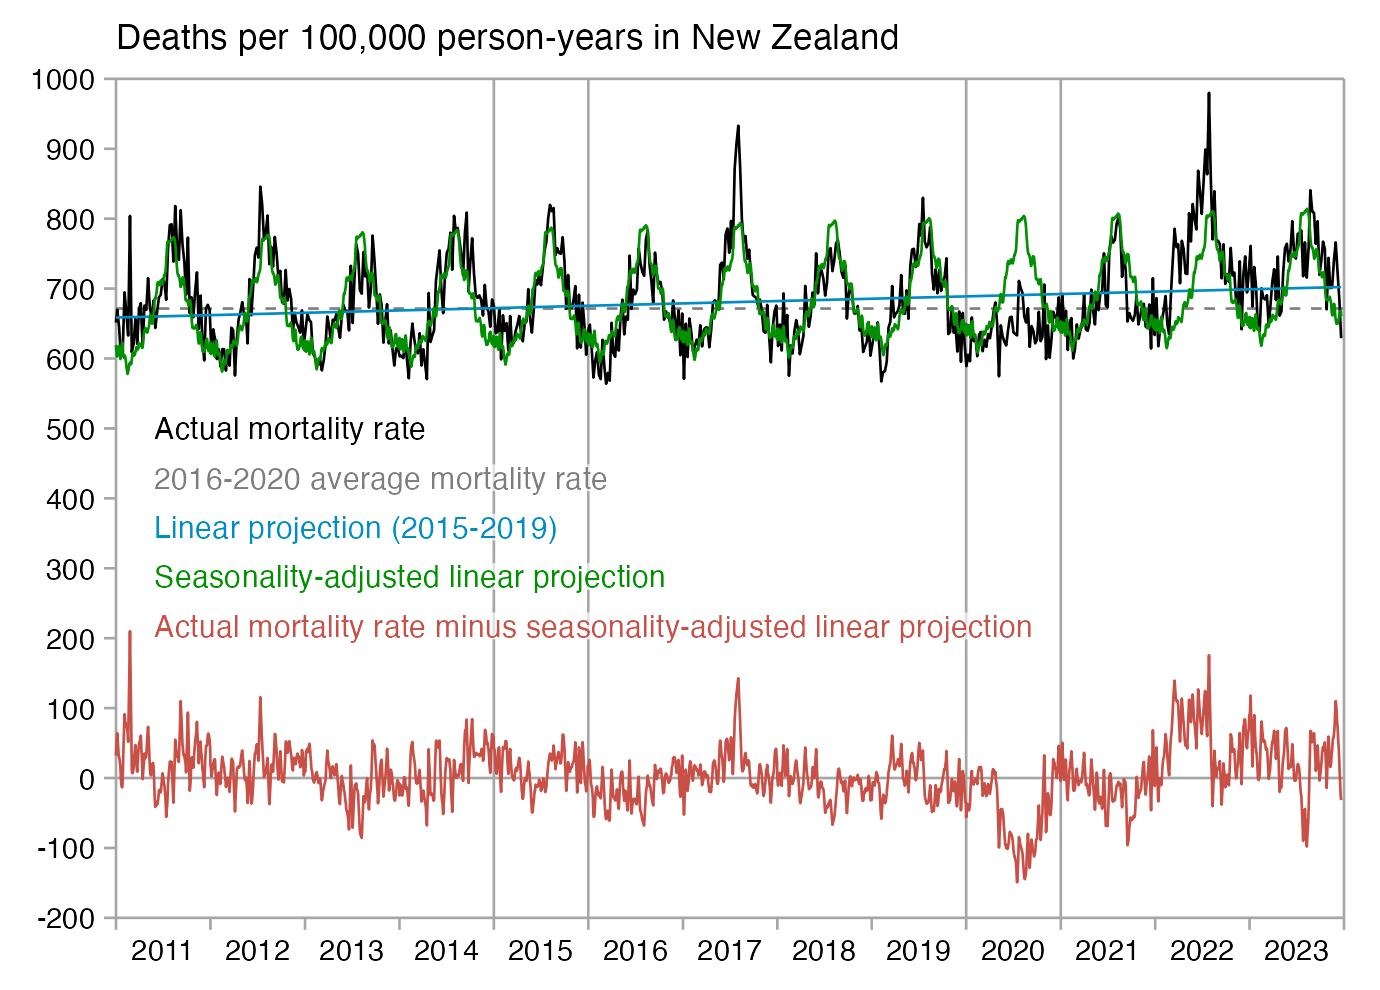 Deaths per 100,000 person-years in New Zealand
1000
900
800
700
600
500
400
300
200
100
0
-100
-200
Actual mortality rate
2016-2020 average mortality rate
Linear projection (2015-2019)
Seasonality-adjusted linear projection
Actual mortality rate minus seasonality-adjusted linear projection
2011 2012 2013 2014 2015 2016 2017 2018 2019 2020 2021 2022 2023